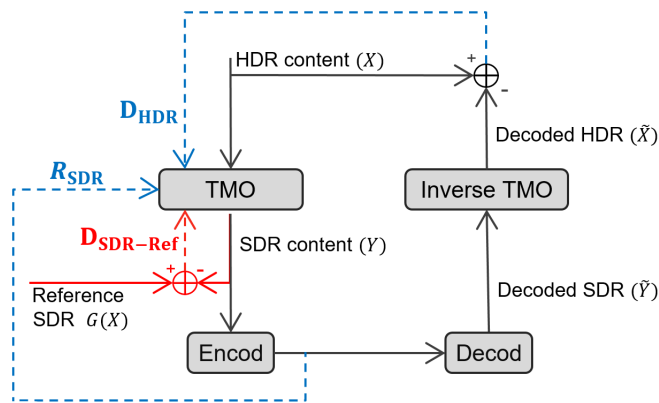 HDR content (X)
+
-
D_HDR
Decoded HDR (X̃)
R_SDR
TMO
Inverse TMO
D_SDR−Ref
SDR content (Y)
+
-
Reference
SDR G(X)
Decoded SDR (Ỹ)
Encod
Decod